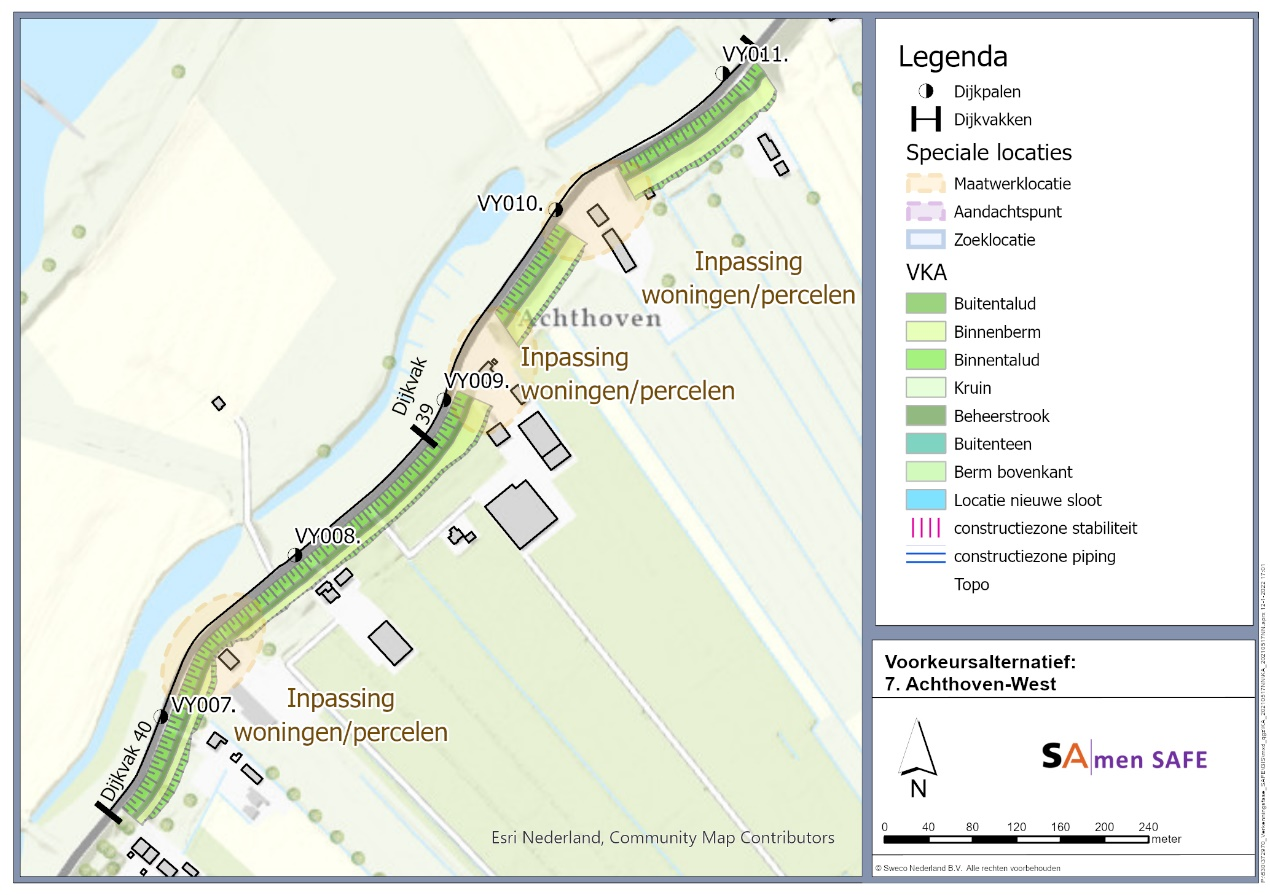 VY011.
VY010.
Inpassing
woningen/percelen
Achthoven
Inpassing
woningen/percelen
Dijkvak
39
VY009.
VY008.
VY007.
Inpassing
woningen/percelen
Dijkvak 40
Esri Nederland, Community Map Contributors
Legenda
Dijkpalen
Dijkvakken
Speciale locaties
Maatwerklocatie
Aandachtspunt
Zoeklocatie
VKA
Buitentalud
Binnenberm
Binnentalud
Kruin
Beheerstrook
Buitenteen
Berm bovenkant
Locatie nieuwe sloot
constructiezone stabiliteit
constructiezone piping
Topo
Voorkeursalternatief:
7. Achthoven-West
N
SAmen SAFE
0 40 80 120 160 200 240
meter
© Sweco Nederland B.V. Alle rechten voorbehouden